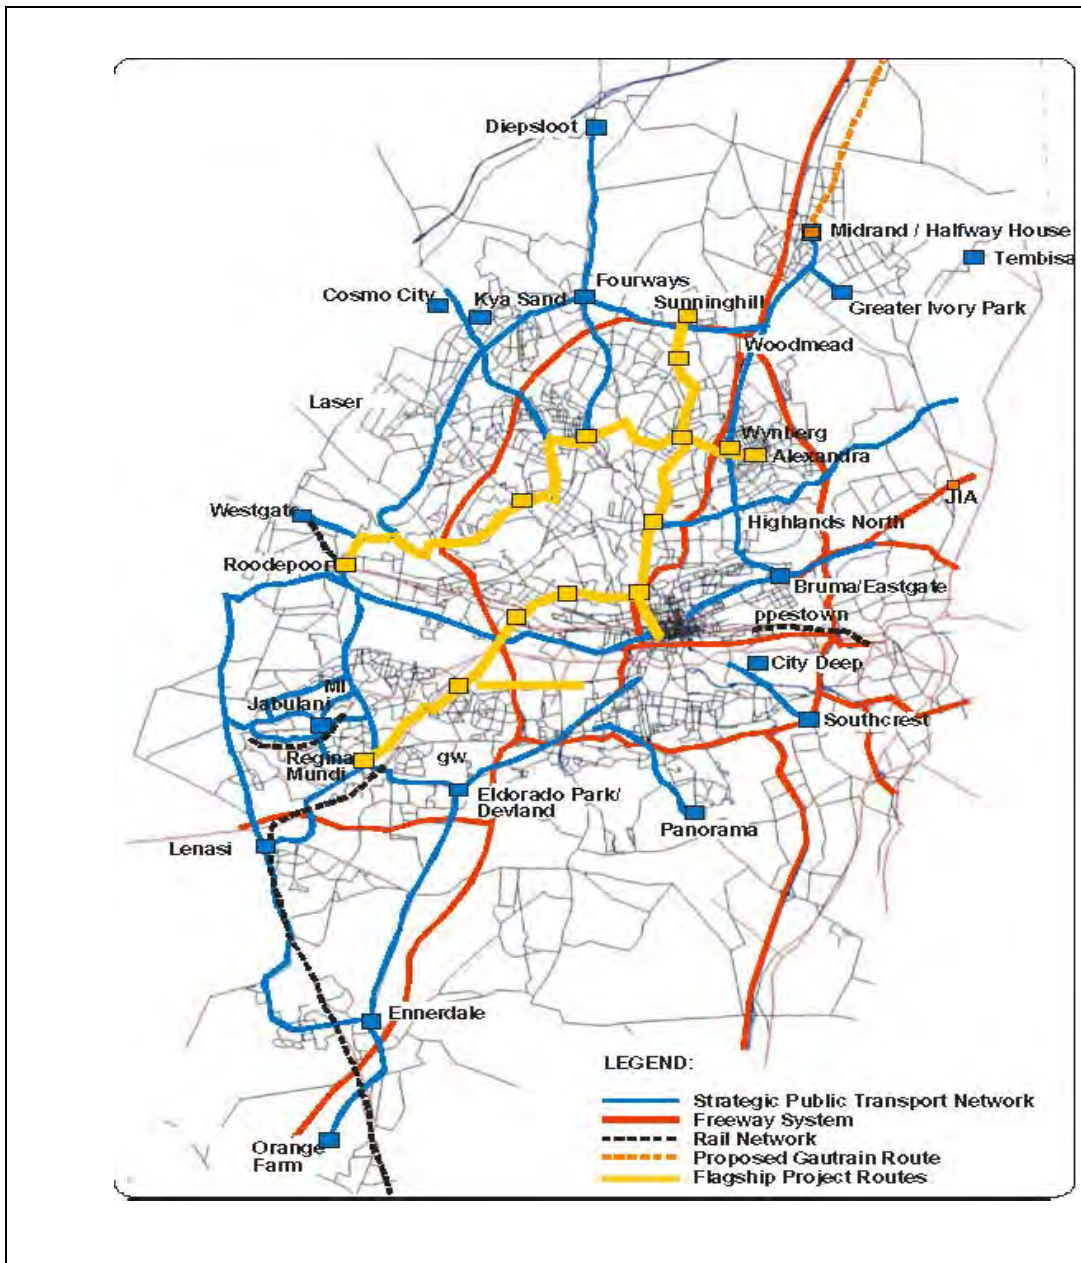 Diepsloot
Midrand / Halfway House
Tembisa
Fourways
Cosmo City
Kya Sand
Sunninghill
Greater Ivory Park
Woodmead
Laser
Wynberg
Alexandra
JIA
Westgate
Highlands North
Roodepoor
Bruma/Eastgate
ppestown
City Deep
MI
Jabulani
Southcrest
Regina
Mundi
gw
Eldorado Park/
Devland
Panorama
Lenasi
Ennerdale
LEGEND:
Strategic Public Transport Network
Freeway System
Rail Network
Proposed Gautrain Route
Flagship Project Routes
Orange
Farm